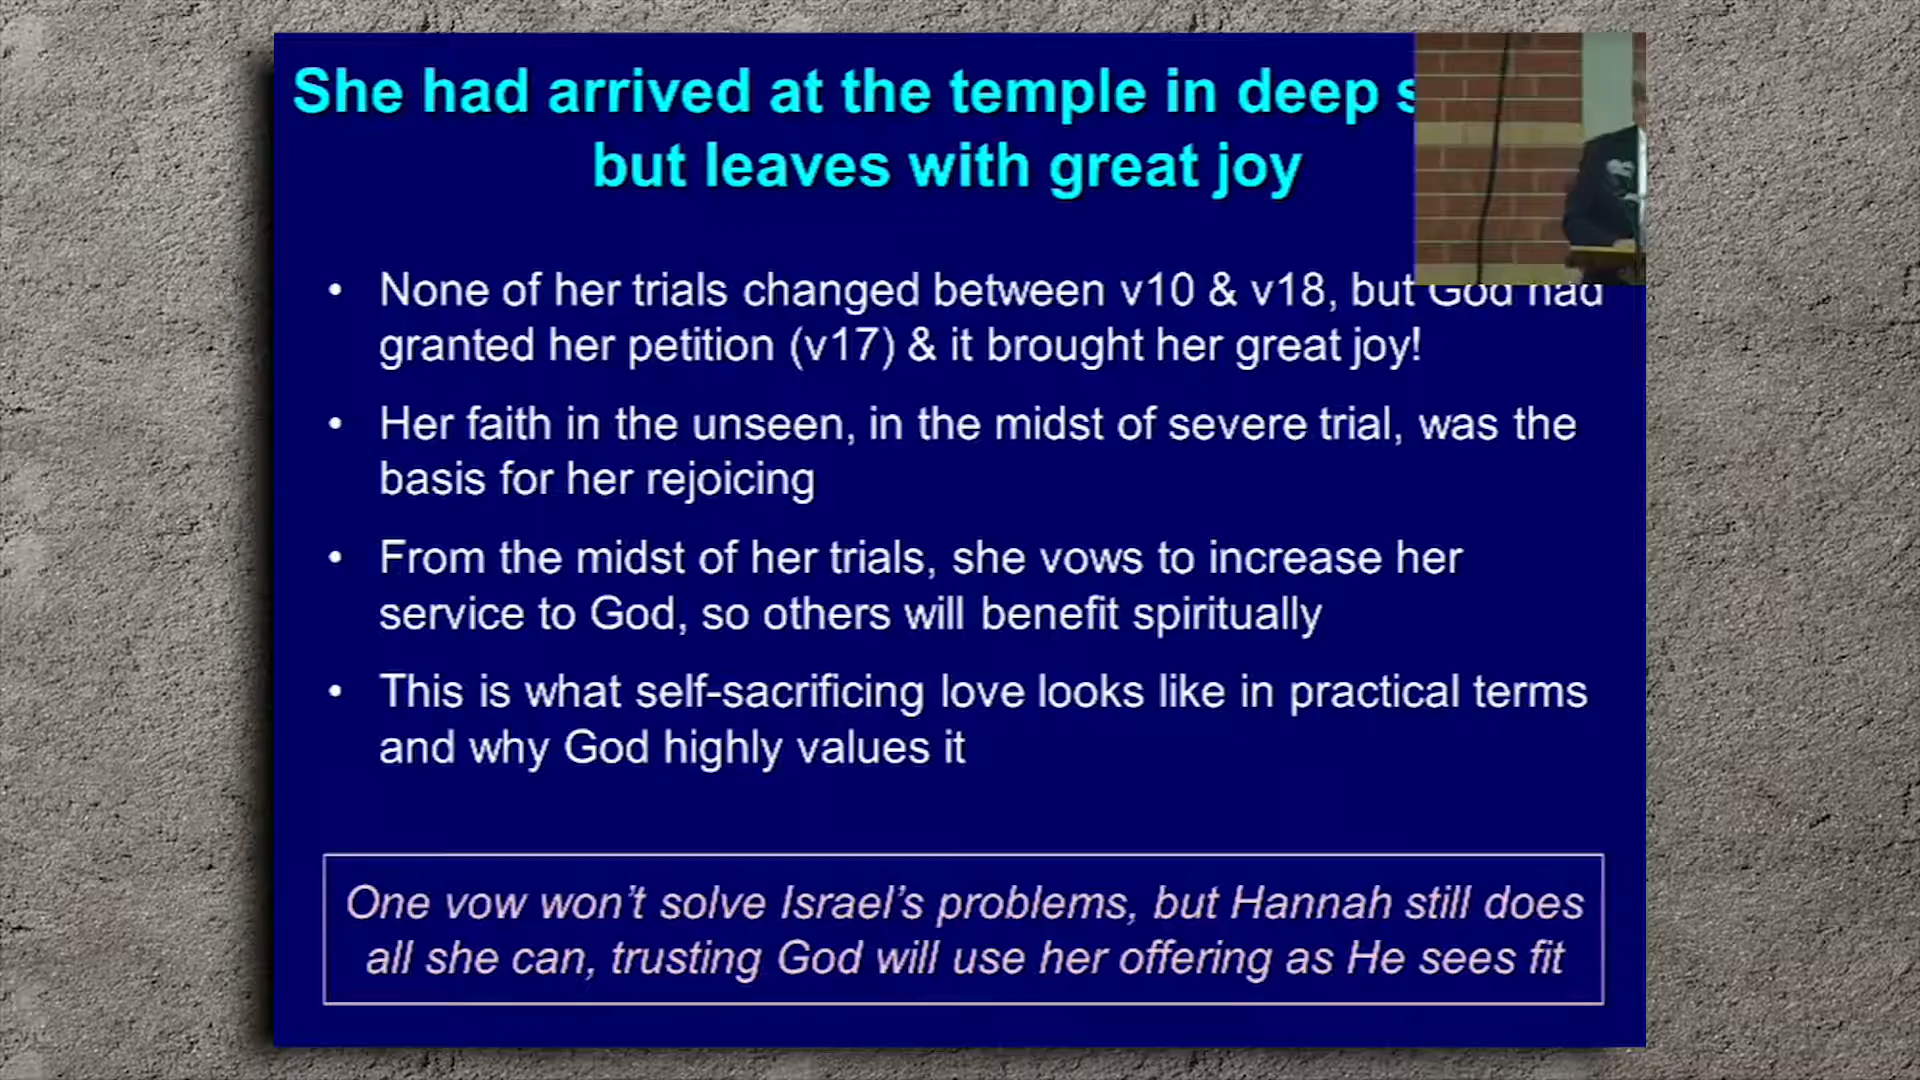 She had arrived at the temple in deep
but leaves with great joy
• None of her trials changed between v10 & v18, but God had
granted her petition (v17) & it brought her great joy!
• Her faith in the unseen, in the midst of severe trial, was the
basis for her rejoicing
• From the midst of her trials, she vows to increase her
service to God, so others will benefit spiritually
• This is what self-sacrificing love looks like in practical terms
and why God highly values it
One vow won't solve Israel's problems, but Hannah still does
all she can, trusting God will use her offering as He sees fit